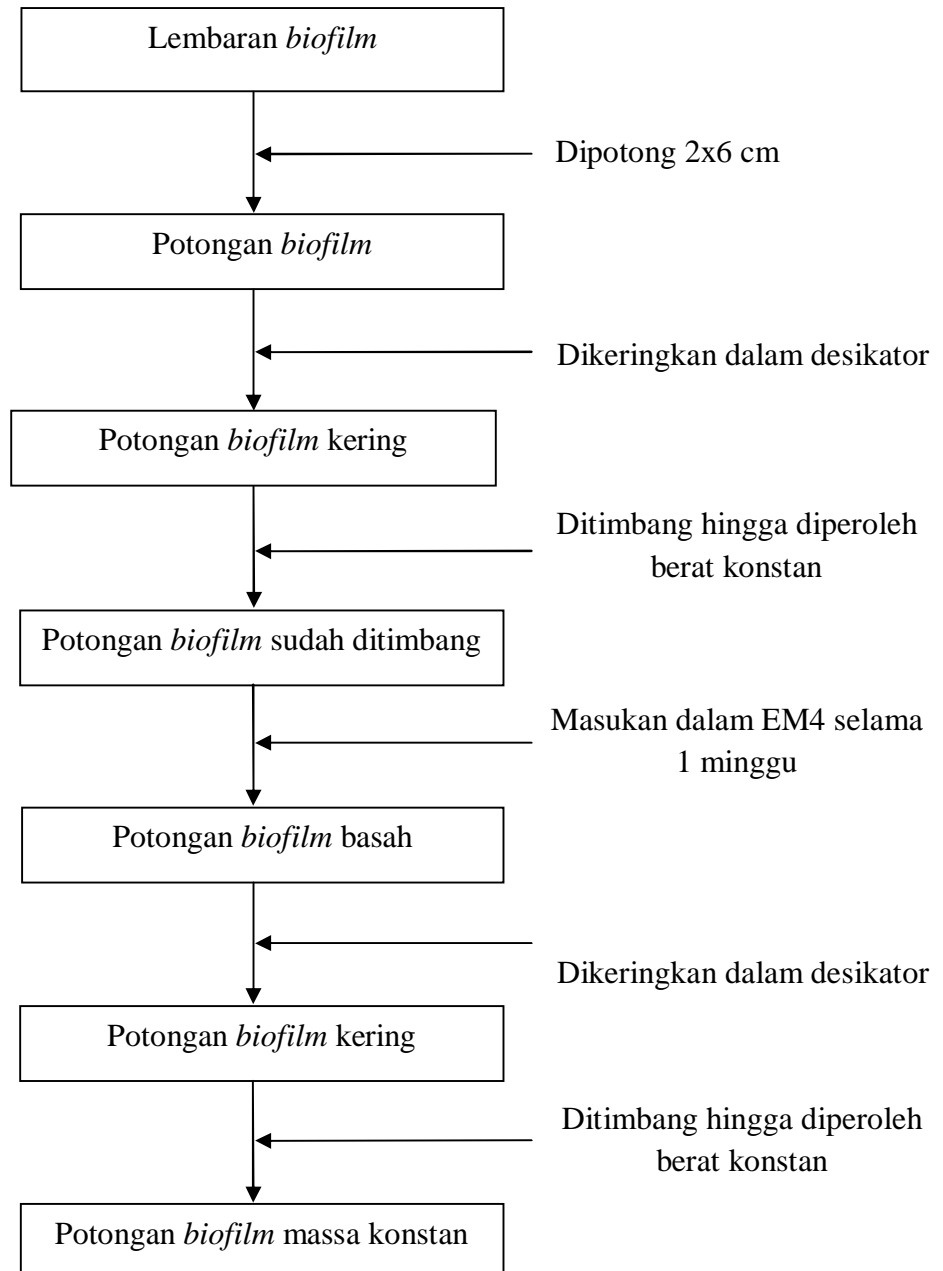 Lembaran biofilm
Dipotong 2x6 cm
Potongan biofilm
Dikeringkan dalam desikator
Potongan biofilm kering
Ditimbang hingga diperoleh
berat konstan
Potongan biofilm sudah ditimbang
Masukan dalam EM4 selama
1 minggu
Potongan biofilm basah
Dikeringkan dalam desikator
Potongan biofilm kering
Ditimbang hingga diperoleh
berat konstan
Potongan biofilm massa konstan